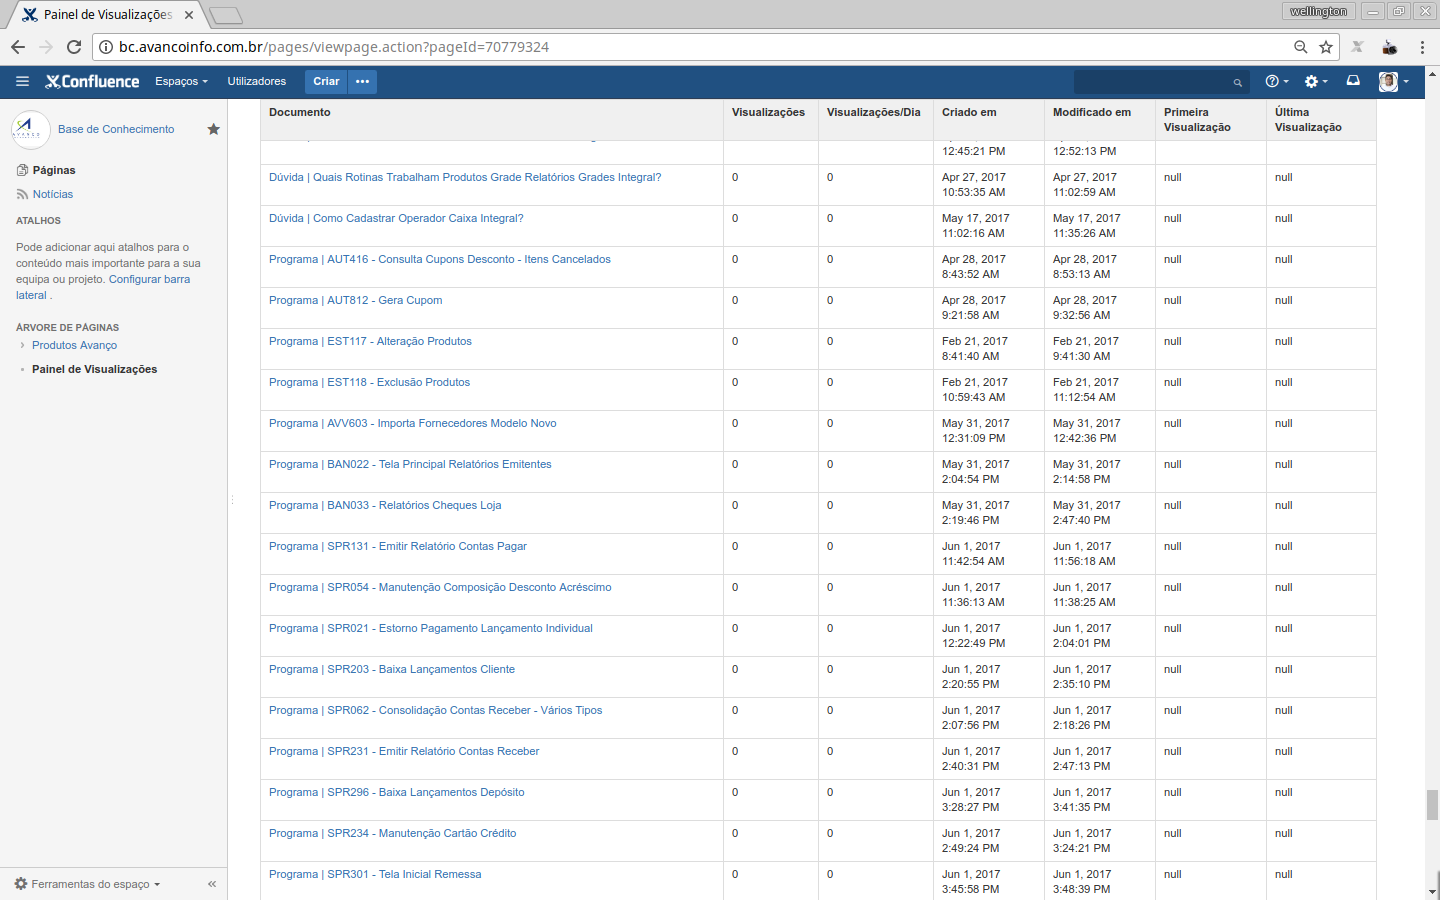 Painel de Visualizações
wellington
bc.avancoinfo.com.br/pages/viewpage.action?pageId=70779324
Confluence Espaços Utilizadores Criar •••
Base de Conhecimento
Páginas
Notícias
ATALHOS
Pode adicionar aqui atalhos para o
conteúdo mais importante para a sua
equipa ou projeto. Configurar barra
lateral .
ÁRVORE DE PÁGINAS
Produtos Avanço
Painel de Visualizações
Ferramentas do espaço
Documento Visualizações Visualizações/Dia Criado em Modificado em Primeira Visualização Última Visualização
12:45:21 PM 12:52:13 PM
Dúvida | Quais Rotinas Trabalham Produtos Grade Relatórios Grades Integral? 0 0 Apr 27, 2017 Apr 27, 2017 null null
10:53:35 AM 11:02:59 AM
Dúvida | Como Cadastrar Operador Caixa Integral? 0 0 May 17, 2017 May 17, 2017 null null
11:02:16 AM 11:35:26 AM
Programa | AUT416 - Consulta Cupons Desconto - Itens Cancelados 0 0 Apr 28, 2017 Apr 28, 2017 null null
8:43:52 AM 8:53:13 AM
Programa | AUT812 - Gera Cupom 0 0 Apr 28, 2017 Apr 28, 2017 null null
9:21:58 AM 9:32:56 AM
Programa | EST117 - Alteração Produtos 0 0 Feb 21, 2017 Feb 21, 2017 null null
8:41:40 AM 9:41:30 AM
Programa | EST118 - Exclusão Produtos 0 0 Feb 21, 2017 Feb 21, 2017 null null
10:59:43 AM 11:12:54 AM
Programa | AVV603 - Importa Fornecedores Modelo Novo 0 0 May 31, 2017 May 31, 2017 null null
12:31:09 PM 12:42:36 PM
Programa | BAN022 - Tela Principal Relatórios Emitentes 0 0 May 31, 2017 May 31, 2017 null null
2:04:54 PM 2:14:58 PM
Programa | BAN033 - Relatórios Cheques Loja 0 0 May 31, 2017 May 31, 2017 null null
2:19:46 PM 2:47:40 PM
Programa | SPR131 - Emitir Relatório Contas Pagar 0 0 Jun 1, 2017 Jun 1, 2017 null null
11:42:54 AM 11:56:18 AM
Programa | SPR054 - Manutenção Composição Desconto Acréscimo 0 0 Jun 1, 2017 Jun 1, 2017 null null
11:36:13 AM 11:38:25 AM
Programa | SPR021 - Estorno Pagamento Lançamento Individual 0 0 Jun 1, 2017 Jun 1, 2017 null null
12:22:49 PM 2:04:01 PM
Programa | SPR203 - Baixa Lançamentos Cliente 0 0 Jun 1, 2017 Jun 1, 2017 null null
2:20:55 PM 2:35:10 PM
Programa | SPR062 - Consolidação Contas Receber - Vários Tipos 0 0 Jun 1, 2017 Jun 1, 2017 null null
2:07:56 PM 2:18:26 PM
Programa | SPR231 - Emitir Relatório Contas Receber 0 0 Jun 1, 2017 Jun 1, 2017 null null
2:40:31 PM 2:47:13 PM
Programa | SPR296 - Baixa Lançamentos Depósito 0 0 Jun 1, 2017 Jun 1, 2017 null null
3:28:27 PM 3:41:35 PM
Programa | SPR234 - Manutenção Cartão Crédito 0 0 Jun 1, 2017 Jun 1, 2017 null null
2:49:24 PM 3:24:21 PM
Programa | SPR301 - Tela Inicial Remessa 0 0 Jun 1, 2017 Jun 1, 2017 null null
3:45:58 PM 3:48:39 PM